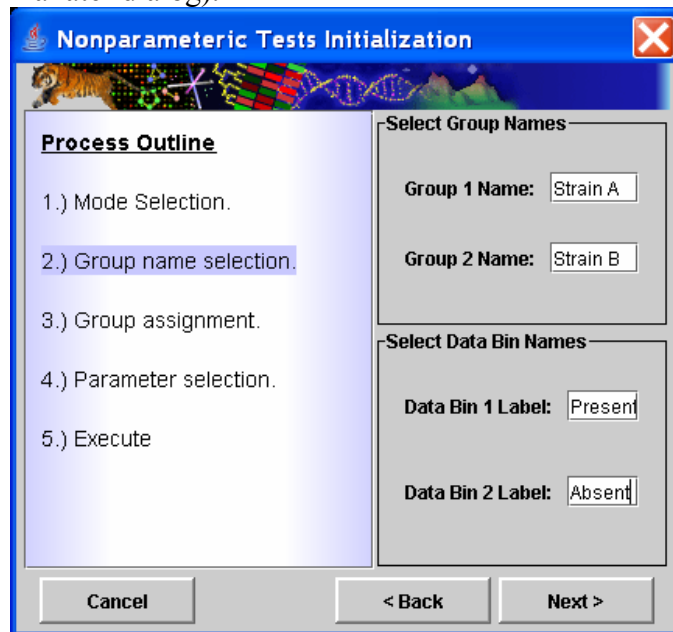 Nonparameteric Tests Initialization
Process Outline
1.) Mode Selection.
2.) Group name selection.
3.) Group assignment.
4.) Parameter selection.
5.) Execute
Select Group Names
Group 1 Name: Strain A
Group 2 Name: Strain B
Select Data Bin Names
Data Bin 1 Label: Present
Data Bin 2 Label: Absent
Cancel
< Back
Next >